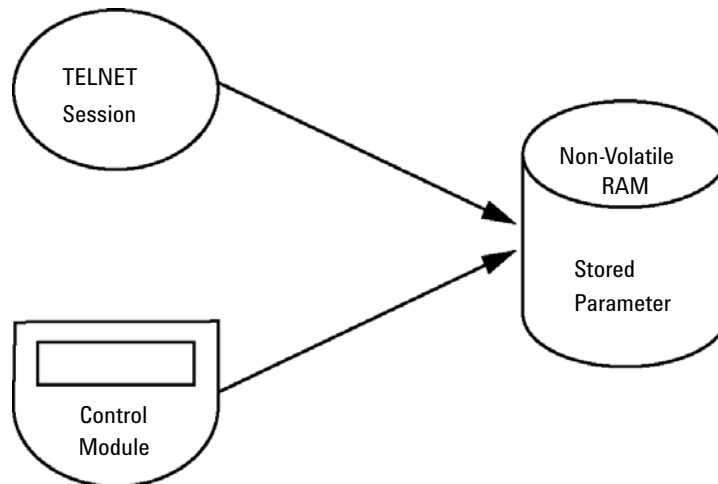 TELNET
Session
Non-Volatile
RAM
Stored
Parameter
Control
Module